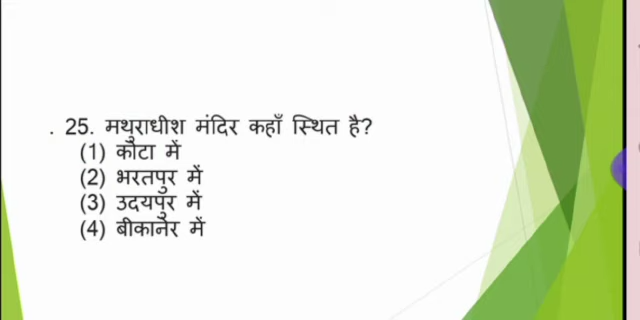 . 25. मथुराधीश मंदिर कहाँ स्थित है?
(1) कोटा में
(2) भरतपुर में
(3) उदयपुर में
(4) बीकानेर में